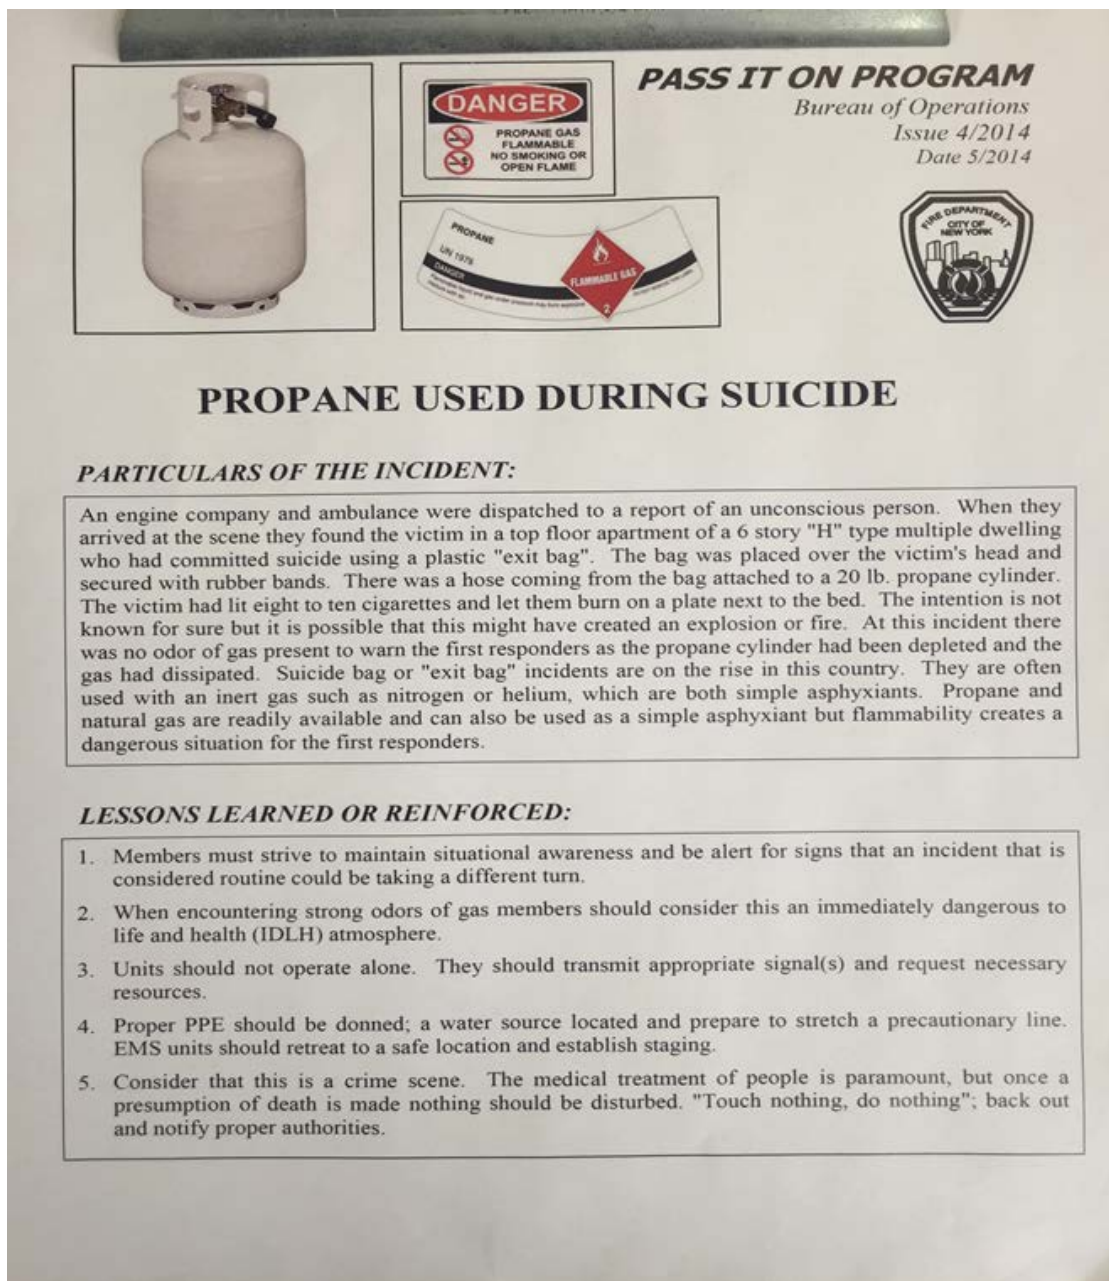 PASS IT ON PROGRAM
Bureau of Operations
Issue 4/2014
Date 5/2014
DANGER
PROPANE GAS
FLAMMABLE
NO SMOKING OR
OPEN FLAME
PROPANE
UN 1978
DANGER
FLAMMABLE GAS
2
FIRE DEPARTMENT
CITY OF
NEW YORK
PROPANE USED DURING SUICIDE
PARTICULARS OF THE INCIDENT:
An engine company and ambulance were dispatched to a report of an unconscious person. When they
arrived at the scene they found the victim in a top floor apartment of a 6 story "H" type multiple dwelling
who had committed suicide using a plastic "exit bag". The bag was placed over the victim's head and
secured with rubber bands. There was a hose coming from the bag attached to a 20 lb. propane cylinder.
The victim had lit eight to ten cigarettes and let them burn on a plate next to the bed. The intention is not
known for sure but it is possible that this might have created an explosion or fire. At this incident there
was no odor of gas present to warn the first responders as the propane cylinder had been depleted and the
gas had dissipated. Suicide bag or "exit bag" incidents are on the rise in this country. They are often
used with an inert gas such as nitrogen or helium, which are both simple asphyxiants. Propane and
natural gas are readily available and can also be used as a simple asphyxiant but flammability creates a
dangerous situation for the first responders.
LESSONS LEARNED OR REINFORCED:
1. Members must strive to maintain situational awareness and be alert for signs that an incident that is
considered routine could be taking a different turn.
2. When encountering strong odors of gas members should consider this an immediately dangerous to
life and health (IDLH) atmosphere.
3. Units should not operate alone. They should transmit appropriate signal(s) and request necessary
resources.
4. Proper PPE should be donned; a water source located and prepare to stretch a precautionary line.
EMS units should retreat to a safe location and establish staging.
5. Consider that this is a crime scene. The medical treatment of people is paramount, but once a
presumption of death is made nothing should be disturbed. "Touch nothing, do nothing"; back out
and notify proper authorities.